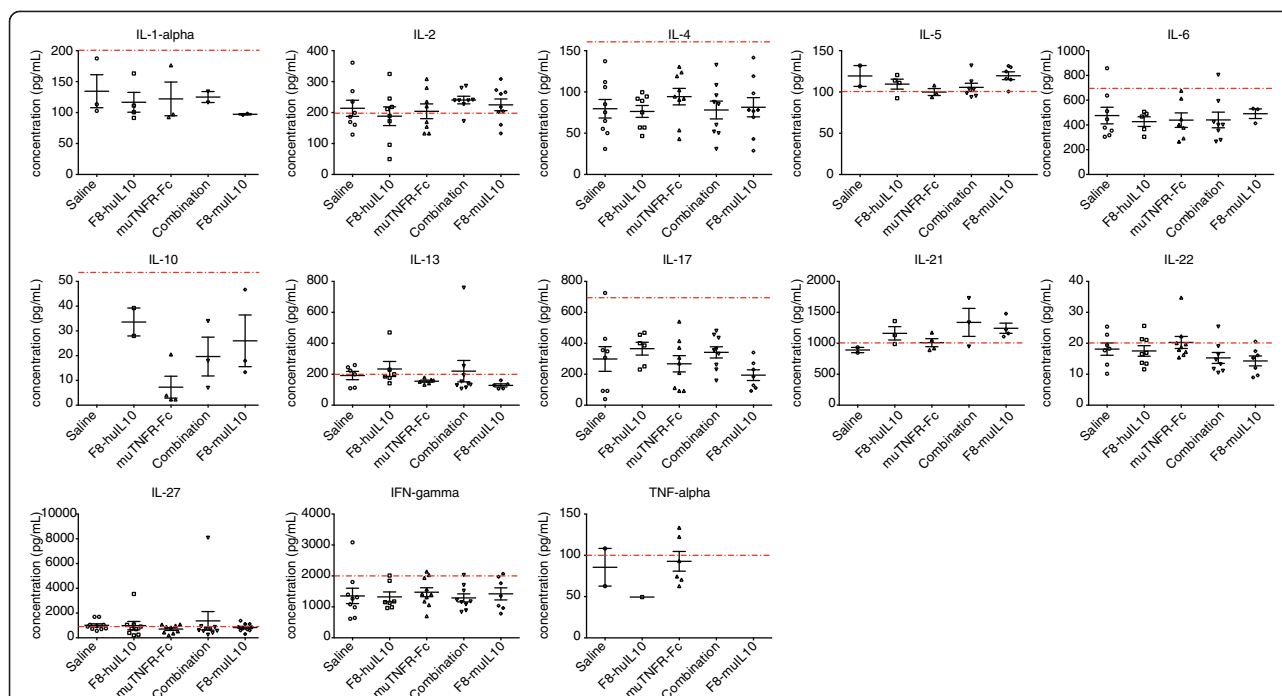 IL-1-alpha
concentration (pg/mL)
200
150
100
50
0
Saline
F8-huIL10
muTNFR-Fc
Combination
F8-muIL10
IL-2
concentration (pg/mL)
400
300
200
100
0
Saline
F8-huIL10
muTNFR-Fc
Combination
F8-muIL10
IL-4
concentration (pg/mL)
150
100
50
0
Saline
F8-huIL10
muTNFR-Fc
Combination
F8-muIL10
IL-5
concentration (pg/mL)
150
100
50
0
Saline
F8-huIL10
muTNFR-Fc
Combination
F8-muIL10
IL-6
concentration (pg/mL)
1000
800
600
400
200
0
Saline
F8-huIL10
muTNFR-Fc
Combination
F8-muIL10
IL-10
concentration (pg/mL)
50
40
30
20
10
0
Saline
F8-huIL10
muTNFR-Fc
Combination
F8-muIL10
IL-13
concentration (pg/mL)
800
600
400
200
0
Saline
F8-huIL10
muTNFR-Fc
Combination
F8-muIL10
IL-17
concentration (pg/mL)
800
600
400
200
0
Saline
F8-huIL10
muTNFR-Fc
Combination
F8-muIL10
IL-21
concentration (pg/mL)
2000
1500
1000
500
0
Saline
F8-huIL10
muTNFR-Fc
Combination
F8-muIL10
IL-22
concentration (pg/mL)
40
30
20
10
0
Saline
F8-huIL10
muTNFR-Fc
Combination
F8-muIL10
IL-27
concentration (pg/mL)
10000
8000
6000
4000
2000
0
Saline
F8-huIL10
muTNFR-Fc
Combination
F8-muIL10
IFN-gamma
concentration (pg/mL)
4000
3000
2000
1000
0
Saline
F8-huIL10
muTNFR-Fc
Combination
F8-muIL10
TNF-alpha
concentration (pg/mL)
150
100
50
0
Saline
F8-huIL10
muTNFR-Fc
Combination
F8-muIL10